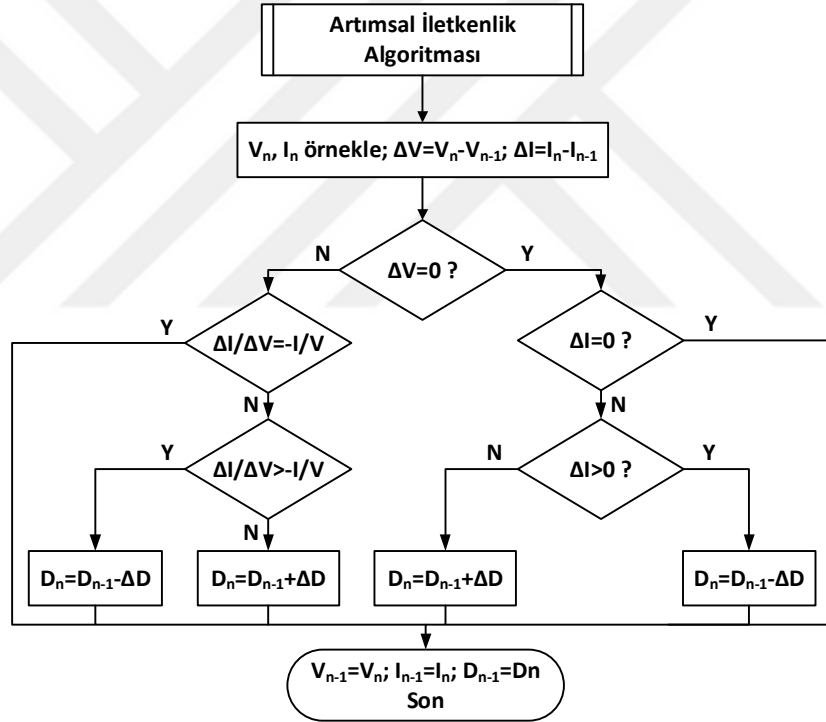 Artımsal İletkenlik
Algoritması
Vₙ, Iₙ örnekle; ΔV=Vₙ-Vₙ₋₁; ΔI=Iₙ-Iₙ₋₁
N
ΔV=0 ?
Y
Y
ΔI/ΔV=-I/V
ΔI=0 ?
Y
N
N
Y
ΔI/ΔV>-I/V
N
ΔI>0 ?
Y
N
Dₙ=Dₙ₋₁-ΔD
Dₙ=Dₙ₋₁+ΔD
Dₙ=Dₙ₋₁+ΔD
Dₙ=Dₙ₋₁-ΔD
Vₙ₋₁=Vₙ; Iₙ₋₁=Iₙ; Dₙ₋₁=Dn
Son